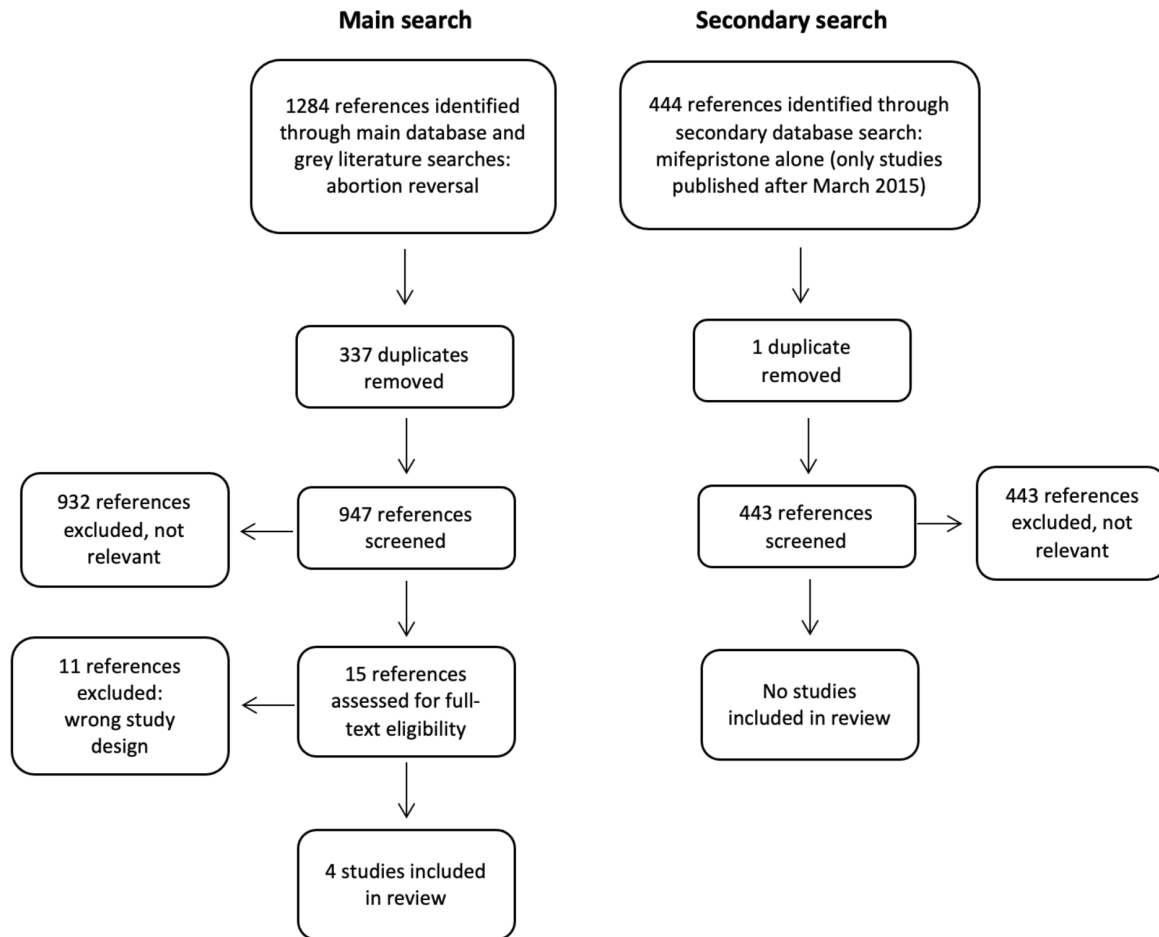 Main search
1284 references identified
through main database and
grey literature searches:
abortion reversal
337 duplicates
removed
932 references
excluded, not
relevant
947 references
screened
11 references
excluded:
wrong study
design
15 references
assessed for full-
text eligibility
4 studies included
in review
Secondary search
444 references identified through
secondary database search:
mifepristone alone (only studies
published after March 2015)
1 duplicate
removed
443 references
screened
443 references
excluded, not
relevant
No studies
included in review